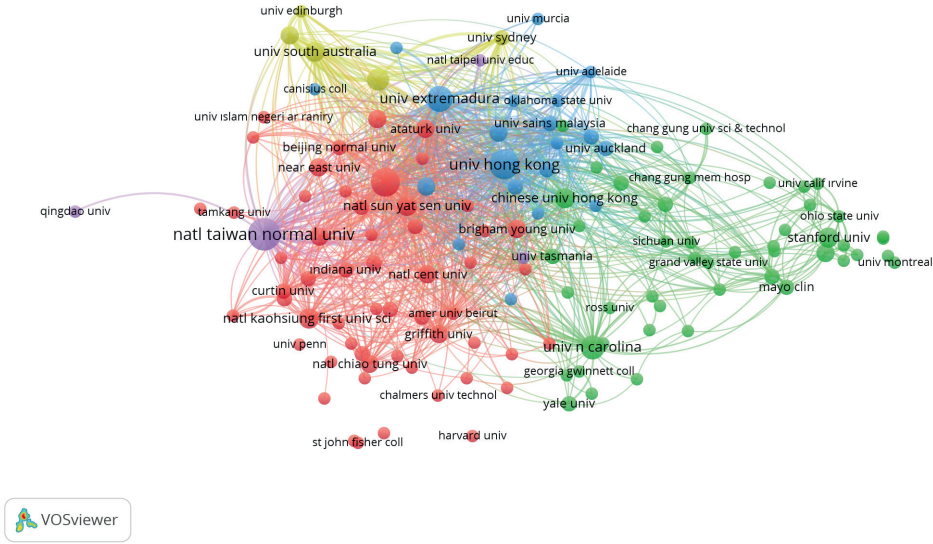 univ edinburgh
univ murcia
univ sydney
univ south australia
natl taipei univ educ
univ adelaide
canisius coll
univ extremadura
oklahoma state univ
univ ıslam negeri ar raniry
ataturk univ
univ sains malaysia
chang gung univ sci & technol
beijing normal univ
univ auckland
near east univ
univ hong kong
chang gung mem hosp
univ calif ırvine
natl sun yat sen univ
chinese univ hong kong
qingdao univ
tamkang univ
ohio state univ
natl taiwan normal univ
brigham young univ
sichuan univ
stanford univ
univ tasmania
grand valley state univ
univ montreal
ındiana univ
natl cent univ
curtin univ
mayo clin
ross univ
natl kaohsiung first univ sci
amer univ beirut
griffith univ
univ penn
univ n carolina
natl chiao tung univ
georgia gwinnett coll
chalmers univ technol
yale univ
st john fisher coll
harvard univ
VOSviewer